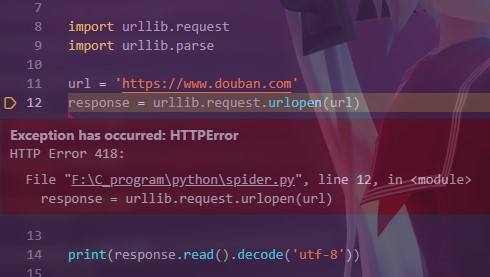 7
8 import urllib.request
9 import urllib.parse
10
11 url = 'https://www.douban.com'
12 response = urllib.request.urlopen(url)
Exception has occurred: HTTPError
HTTP Error 418:
File "F:\C_program\python\spider.py", line 12, in <module>
response = urllib.request.urlopen(url)
13
14 print(response.read().decode('utf-8'))
15